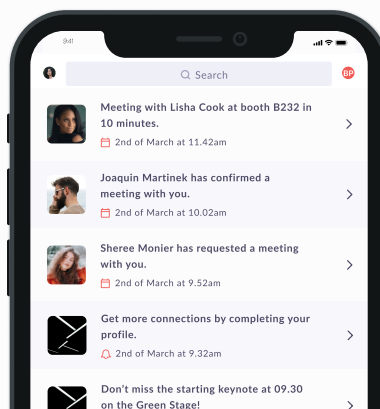 9:41
Search
BP
Meeting with Lisha Cook at booth B232 in
10 minutes.
2nd of March at 11.42am
Joaquin Martinek has confirmed a
meeting with you.
2nd of March at 10.02am
Sheree Monier has requested a meeting
with you.
2nd of March at 9.52am
Get more connections by completing your
profile.
2nd of March at 9.32am
Don't miss the starting keynote at 09.30
on the Green Stage!